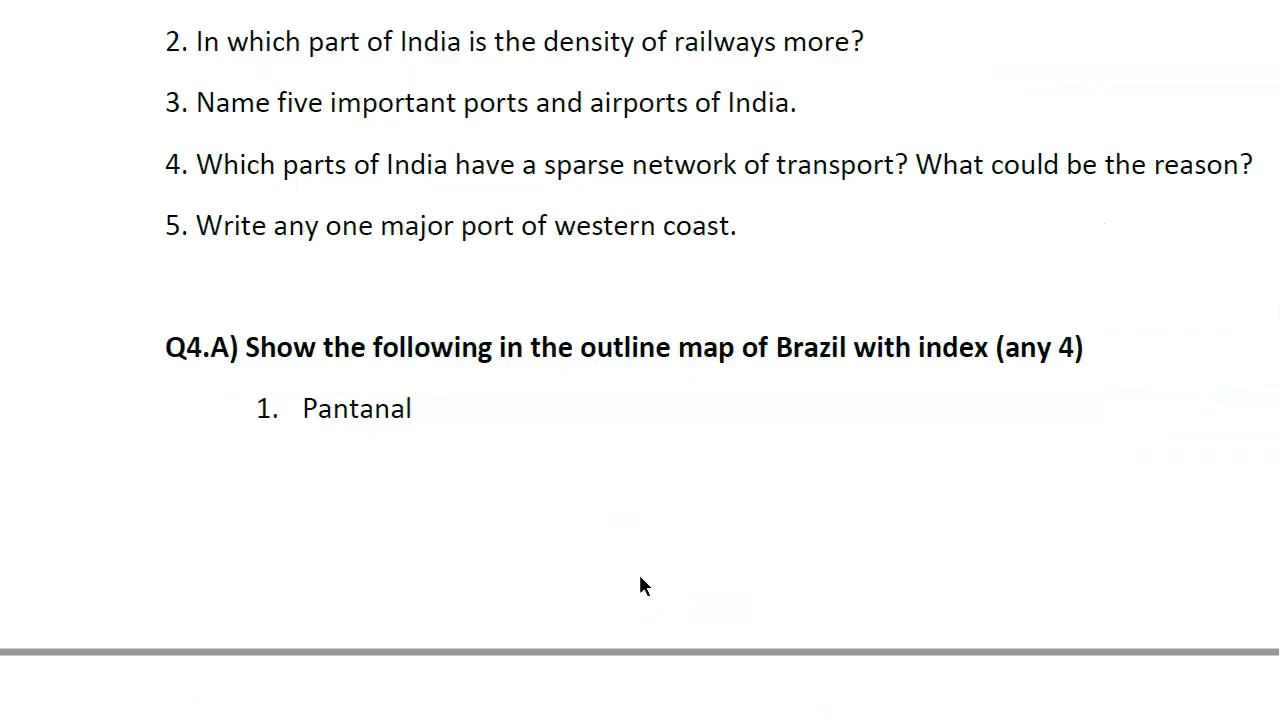 2. In which part of India is the density of railways more?
3. Name five important ports and airports of India.
4. Which parts of India have a sparse network of transport? What could be the reason?
5. Write any one major port of western coast.
Q4.A) Show the following in the outline map of Brazil with index (any 4)
1. Pantanal